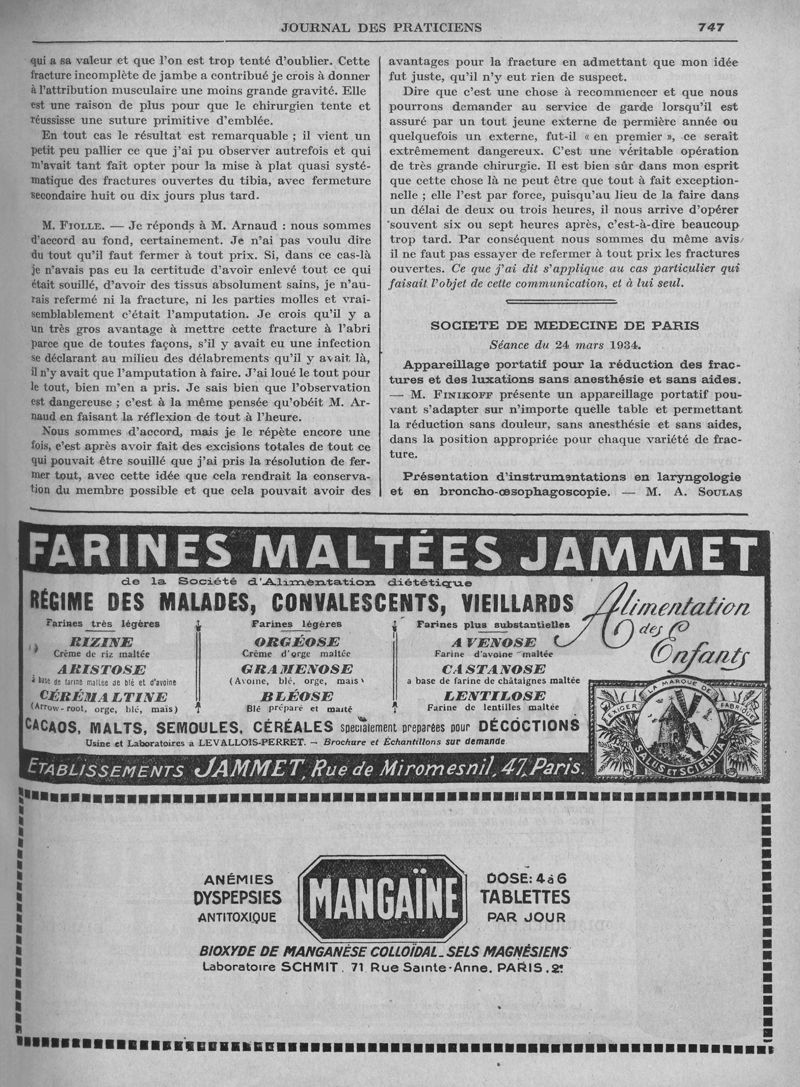 JOURNAL DES PRATICIENS 747
qui a sa valeur et que l'on est trop tenté d'oublier. Cette
fracture incomplète de jambe a contribué je crois à donner
à l'attribution musculaire une moins grande gravité. Elle
est une raison de plus pour que le chirurgien tente et
réussisse une suture primitive d'emblée.
En tout cas le résultat est remarquable ; il vient un
petit peu pallier ce que j'ai pu observer autrefois et qui
m'avait tant fait opter pour la mise à plat quasi systé-
matique des fractures ouvertes du tibia, avec fermeture
secondaire huit ou dix jours plus tard.
M. FIOLLE. — Je réponds à M. Arnaud : nous sommes
d'accord au fond, certainement. Je n'ai pas voulu dire
du tout qu'il faut fermer à tout prix. Si, dans ce cas-là
je n'avais pas eu la certitude d'avoir enlevé tout ce qui
était souillé, d'avoir des tissus absolument sains, je n'au-
rais refermé ni la fracture, ni les parties molles et vrai-
semblablement c'était l'amputation. Je crois qu'il y a
un très gros avantage à mettre cette fracture à l'abri
parce que de toutes façons, s'il y avait eu une infection
se déclarant au milieu des délabrements qu'il y avait là,
il n'y avait que l'amputation à faire. J'ai loué le tout pour
le tout, bien m'en a pris. Je sais bien que l'observation
est dangereuse ; c'est à la même pensée qu'obéit M. Ar-
naud en faisant la réflexion de tout à l'heure.
Nous sommes d'accord, mais je le répète encore une
fois, c'est après avoir fait des excisions totales de tout ce
qui pouvait être souillé que j'ai pris la résolution de fer-
mer tout, avec cette idée que cela rendrait la conserva-
tion du membre possible et que cela pouvait avoir des
avantages pour la fracture en admettant que mon idée
fut juste, qu'il n'y eut rien de suspect.
Dire que c'est une chose à recommencer et que nous
pourrons demander au service de garde lorsqu'il est
assuré par un tout jeune externe de permière année ou
quelquefois un externe, fut-il « en premier », ce serait
extrêmement dangereux. C'est une véritable opération
de très grande chirurgie. Il est bien sûr dans mon esprit
que cette chose là ne peut être que tout à fait exception-
nelle ; elle l'est par force, puisqu'au lieu de la faire dans
un délai de deux ou trois heures, il nous arrive d'opérer
souvent six ou sept heures après, c'est-à-dire beaucoup
trop tard. Par conséquent nous sommes du même avis
il ne faut pas essayer de refermer à tout prix les fractures
ouvertes. Ce que j'ai dit s'applique au cas particulier qui
faisait l'objet de cette communication, et à lui seul.
SOCIETE DE MEDECINE DE PARIS
Séance du 24 mars 1934.
Appareillage portatif pour la réduction des frac-
tures et des luxations sans anesthésie et sans aides.
— M. FINIKOFF présente un appareillage portatif pou-
vant s'adapter sur n'importe quelle table et permettant
la réduction sans douleur, sans anesthésie et sans aides,
dans la position appropriée pour chaque variété de frac-
ture.
Présentation d'instrumentations en laryngologie
et en broncho-œsophagoscopie. — M. A. SOULAS
FARINES MALTÉES JAMMET
de la Société d'Alimentation diététique
RÉGIME DES MALADES, CONVALESCENTS, VIEILLARDS
Alimentation
des
Enfants
Farines très légères
RIZINE
Crème de riz maltée
ARISTOSE
à base de farine maltée de blé et d'avoine
CÉRÉMALTINE
(Arrow-root, orge, blé, mais)
Farines légères
ORGÉOSE
Crème d'orge maltée
GRAMENOSE
(Avoine, blé, orge, mais)
BLÉOSE
Blé préparé et malté
Farines plus substantielles
AVENOSE
Farine d'avoine maltée
CASTANOSE
a base de farine de châtaignes maltée
LENTILOSE
Farine de lentilles maltée
CACAOS, MALTS, SEMOULES, CÉRÉALES spécialement preparées pour DÉCOCTIONS
Usine et Laboratoires a LEVALLOIS-PERRET. — Brochure et Échantillons sur demande
EXIGER LA MARQUE DE FABRIQUE
SALUS ET SCIENTIA
ETABLISSEMENTS JAMMET, Rue de Miromesnil, 47, Paris.
ANÉMIES
DYSPEPSIES
ANTITOXIQUE
MANGAÏNE
DOSE: 4 à 6
TABLETTES
PAR JOUR
BIOXYDE DE MANGANÈSE COLLOÏDAL_SELS MAGNÉSIENS
Laboratoire SCHMIT. 71 Rue Sainte-Anne. PARIS.2ᵉ